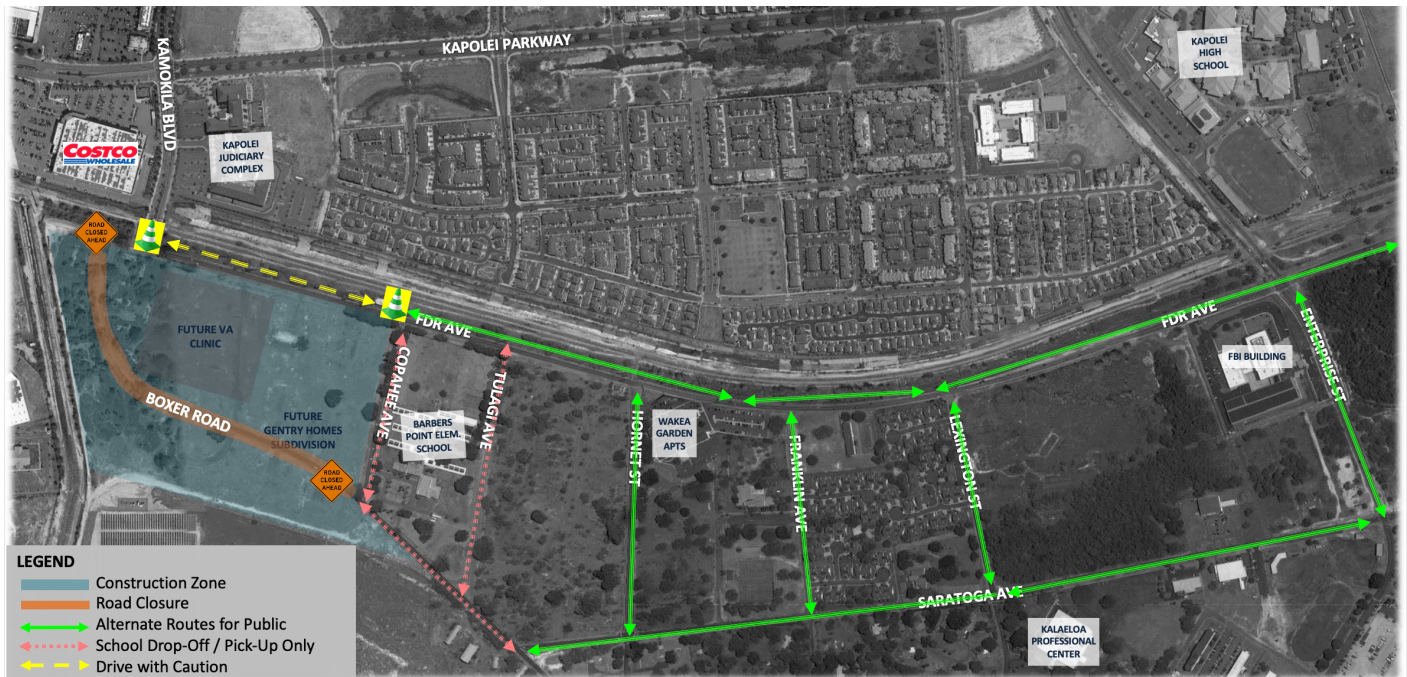 KAPOLEI PARKWAY
KAMOKILA BLVD
KAPOLEI
HIGH
SCHOOL
COSTCO
WHOLESALE
KAPOLEI
JUDICIARY
COMPLEX
ROAD
CLOSED
AHEAD
FDR AVE
FDR AVE
ENTERPRISE ST
FUTURE VA
CLINIC
FBI BUILDING
COPAHEE AVE
TULAGI AVE
BOXER ROAD
FUTURE
GENTRY HOMES
SUBDIVISION
BARBERS
POINT ELEM.
SCHOOL
HORNET ST
WAKEA
GARDEN
APTS
FRANKLIN AVE
LEXINGTON ST
ROAD
CLOSED
AHEAD
SARATOGA AVE
KALAELOA
PROFESSIONAL
CENTER
LEGEND
Construction Zone
Road Closure
Alternate Routes for Public
School Drop-Off / Pick-Up Only
Drive with Caution